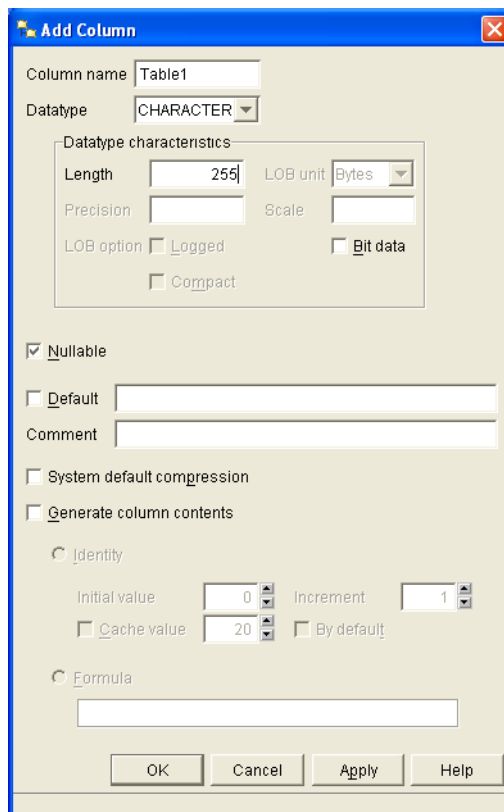 Add Column
Column name Table1
Datatype CHARACTER
Datatype characteristics
Length 255 LOB unit Bytes
Precision Scale
LOB option Logged Bit data
Compact
Nullable
Default
Comment
System default compression
Generate column contents
Identity
Initial value 0 Increment 1
Cache value 20 By default
Formula
OK Cancel Apply Help